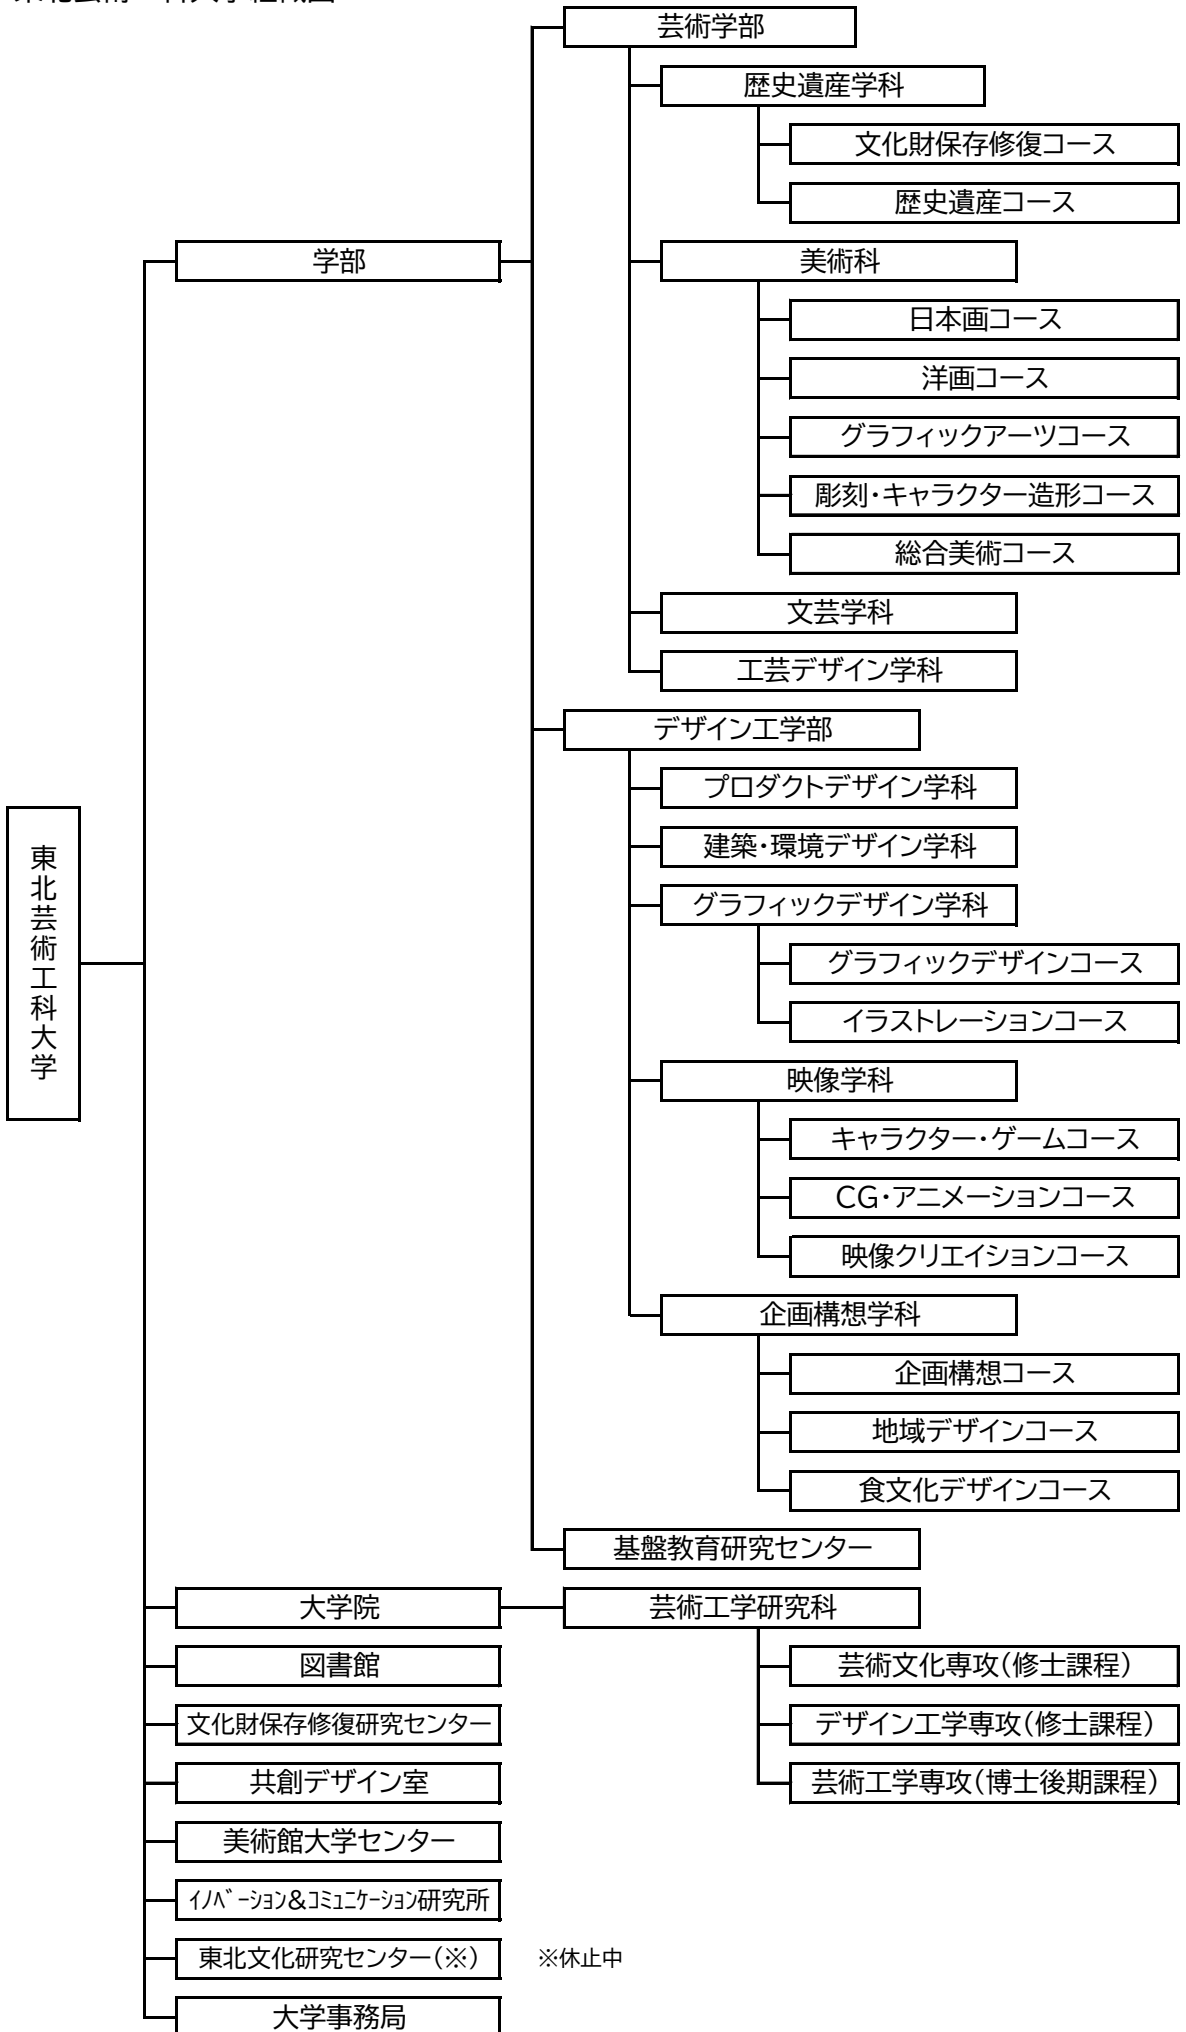 芸術学部
歴史遺産学科
文化財保存修復コース
歴史遺産コース
学部
美術科
日本画コース
洋画コース
グラフィックアーツコース
彫刻・キャラクター造形コース
総合美術コース
文芸学科
工芸デザイン学科
デザイン工学部
プロダクトデザイン学科
建築・環境デザイン学科
グラフィックデザイン学科
東北芸術工科大学
グラフィックデザインコース
イラストレーションコース
映像学科
キャラクター・ゲームコース
CG・アニメーションコース
映像クリエイションコース
企画構想学科
企画構想コース
地域デザインコース
食文化デザインコース
基盤教育研究センター
大学院
芸術工学研究科
図書館
芸術文化専攻(修士課程)
文化財保存修復研究センター
デザイン工学専攻(修士課程)
共創デザイン室
芸術工学専攻(博士後期課程)
美術館大学センター
ｲﾉﾍﾞｰｼｮﾝ&ｺﾐｭﾆｹｰｼｮﾝ研究所
東北文化研究センター(※)
※休止中
大学事務局